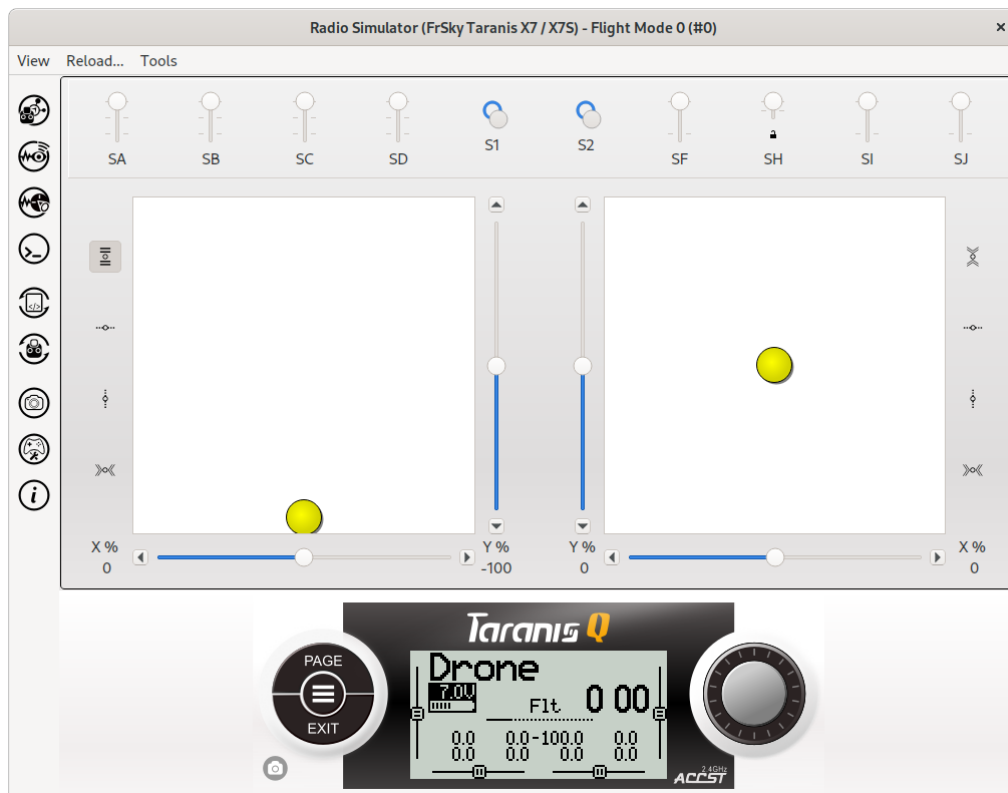 Radio Simulator (FrSky Taranis X7 / X7S) - Flight Mode 0 (#0)
View Reload... Tools
SA SB SC SD S1 S2 SF SH SI SJ
X % Y % Y % X %
0 -100 0 0
Taranis Q
PAGE
EXIT
Drone
7.0V Flt 0 00
0.0 0.0-100.0 0.0
0.0 0.0 0.0 0.0
2.4GHz
ACCST